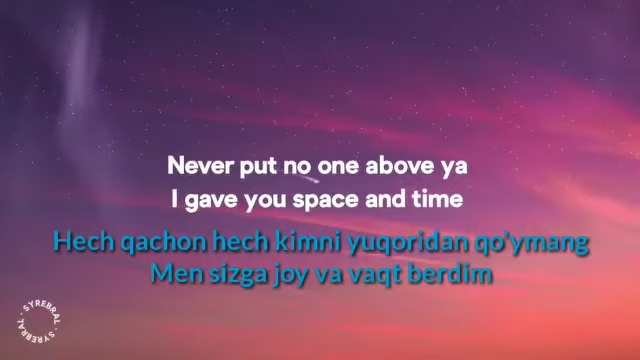 Never put no one above ya
I gave you space and time
Hech qachon hech kimni yuqoridan qo'ymang
Men sizga joy va vaqt berdim
SYREBRAL · SYREBRAL ·